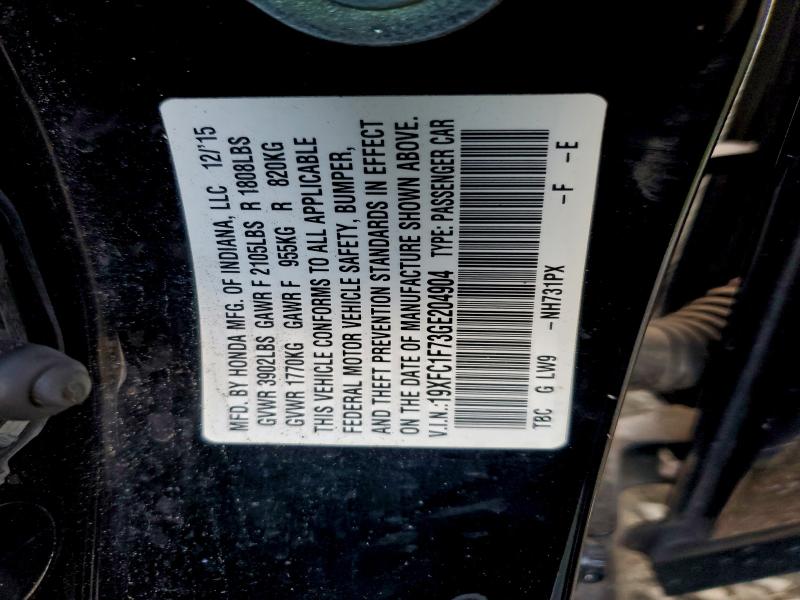 MFD. BY HONDA MFG. OF INDIANA, LLC 12/'15
GVWR 3902LBS GAWR F 2105LBS R 1808LBS
GVWR 1770KG GAWR F 955KG R 820KG
THIS VEHICLE CONFORMS TO ALL APPLICABLE
FEDERAL MOTOR VEHICLE SAFETY, BUMPER,
AND THEFT PREVENTION STANDARDS IN EFFECT
ON THE DATE OF MANUFACTURE SHOWN ABOVE.
V.I.N.:19XFC1F73GE204904 TYPE: PASSENGER CAR
TBC G LW9 -NH731PX -F -E